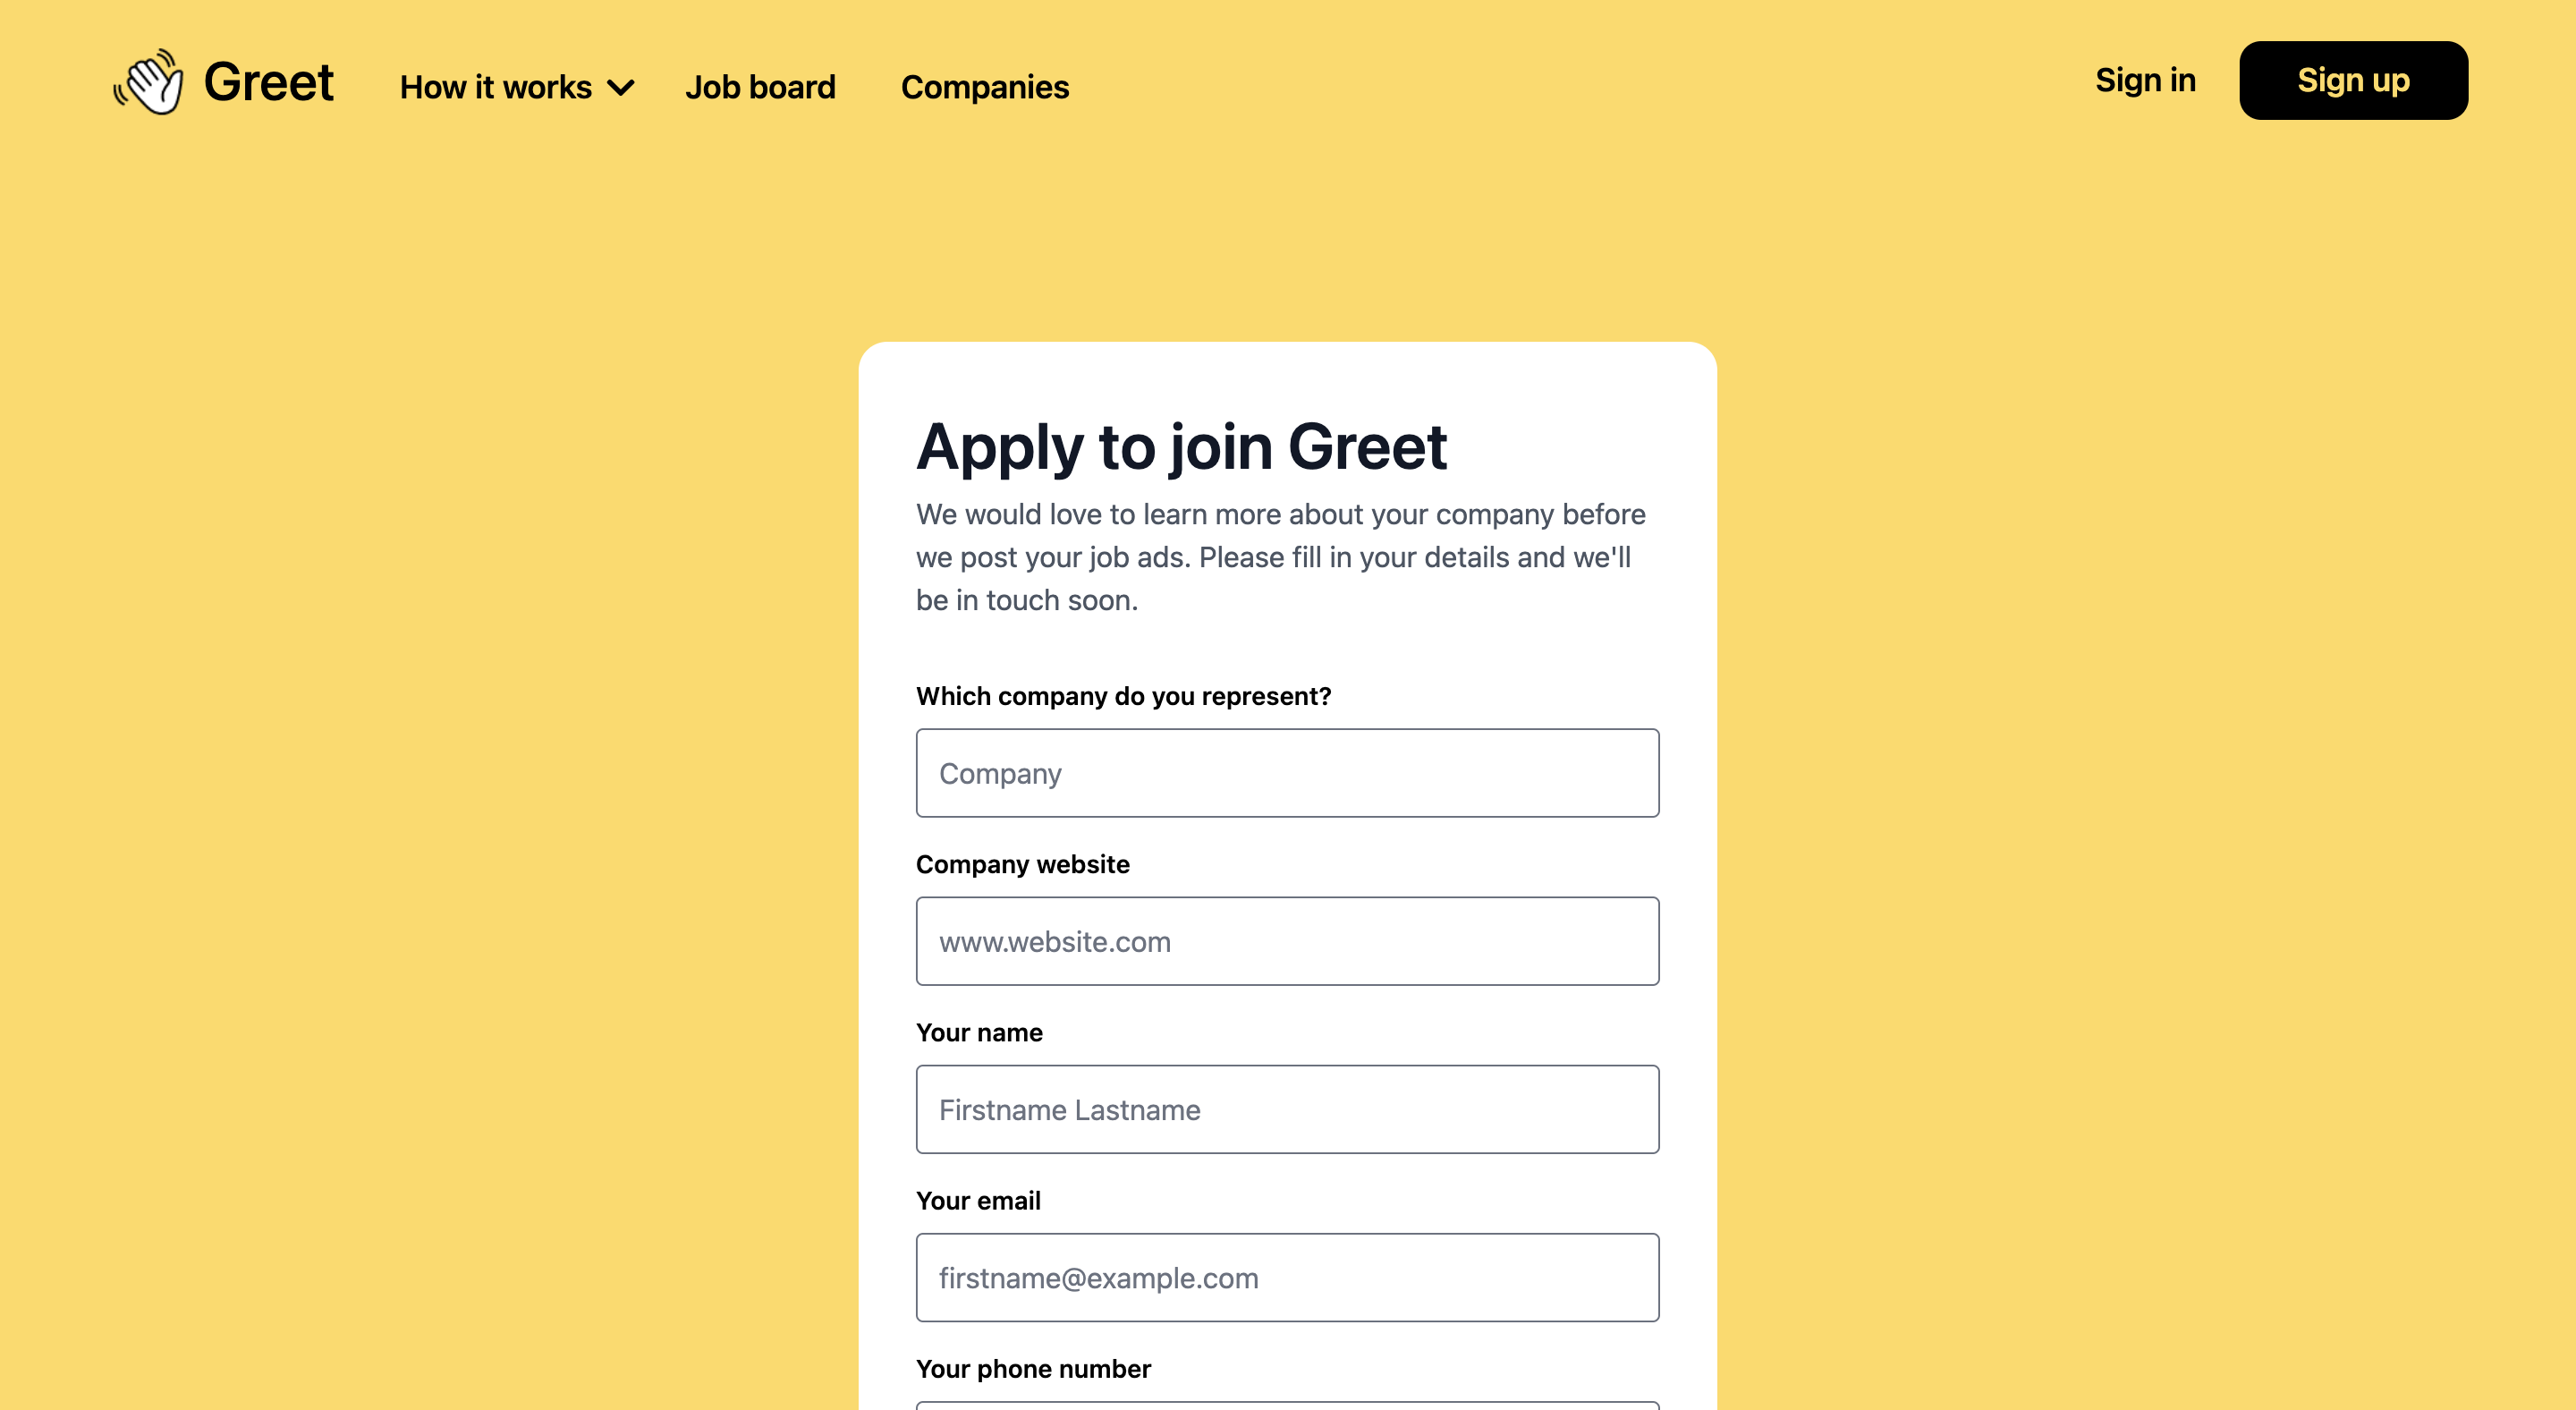 Greet
How it works
Job board
Companies
Sign in
Sign up
Apply to join Greet
We would love to learn more about your company before
we post your job ads. Please fill in your details and we'll
be in touch soon.
Which company do you represent?
Company
Company website
www.website.com
Your name
Firstname Lastname
Your email
firstname@example.com
Your phone number